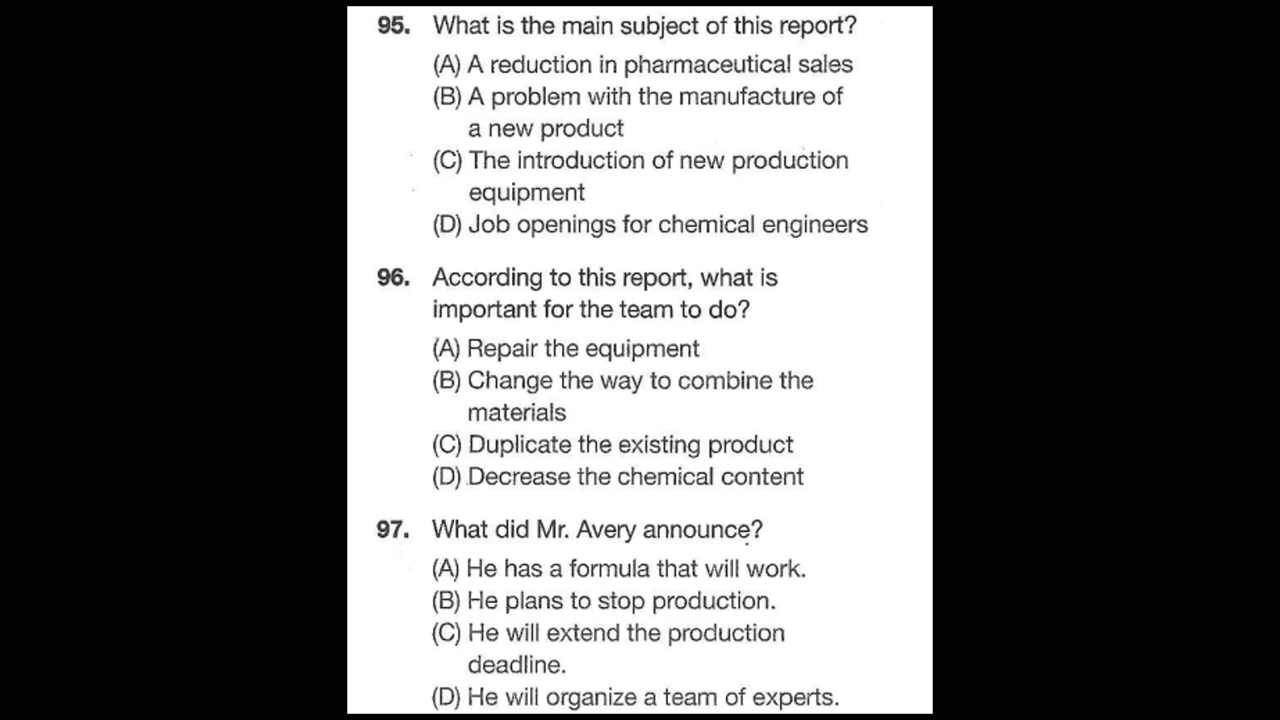 95. What is the main subject of this report?
(A) A reduction in pharmaceutical sales
(B) A problem with the manufacture of
a new product
(C) The introduction of new production
equipment
(D) Job openings for chemical engineers
96. According to this report, what is
important for the team to do?
(A) Repair the equipment
(B) Change the way to combine the
materials
(C) Duplicate the existing product
(D) Decrease the chemical content
97. What did Mr. Avery announce?
(A) He has a formula that will work.
(B) He plans to stop production.
(C) He will extend the production
deadline.
(D) He will organize a team of experts.